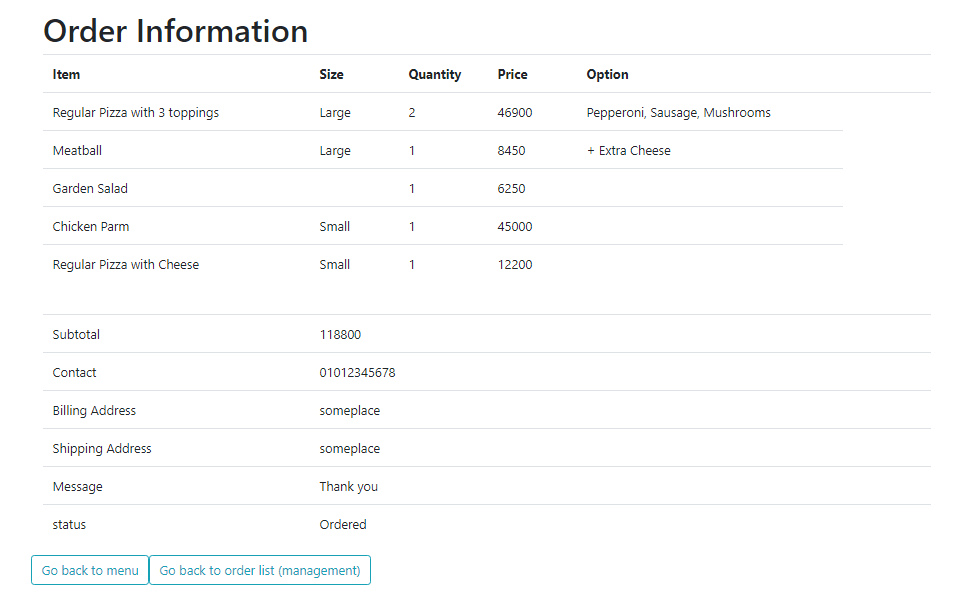 Order Information
Item Size Quantity Price Option
Regular Pizza with 3 toppings Large 2 46900 Pepperoni, Sausage, Mushrooms
Meatball Large 1 8450 + Extra Cheese
Garden Salad 1 6250
Chicken Parm Small 1 45000
Regular Pizza with Cheese Small 1 12200
Subtotal 118800
Contact 01012345678
Billing Address someplace
Shipping Address someplace
Message Thank you
status Ordered
Go back to menu Go back to order list (management)